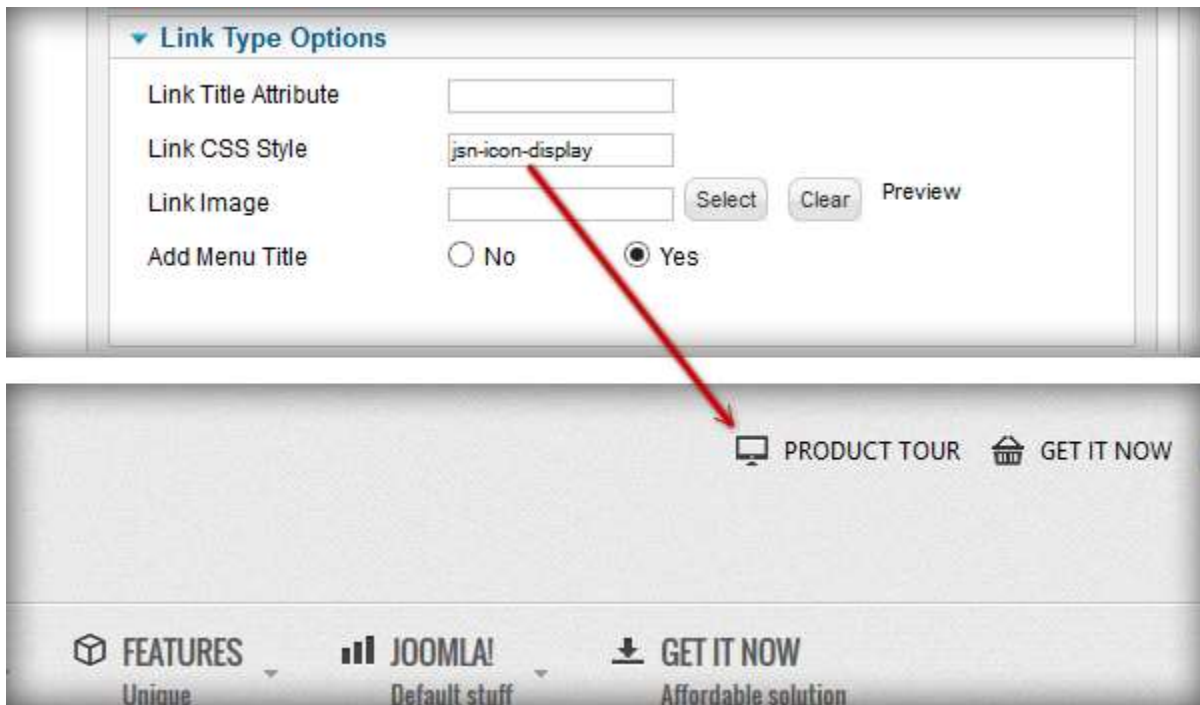 Link Type Options
Link Title Attribute
Link CSS Style jsn-icon-display
Link Image Select Clear Preview
Add Menu Title No Yes
PRODUCT TOUR GET IT NOW
FEATURES JOOMLA! GET IT NOW
Unique Default stuff Affordable solution